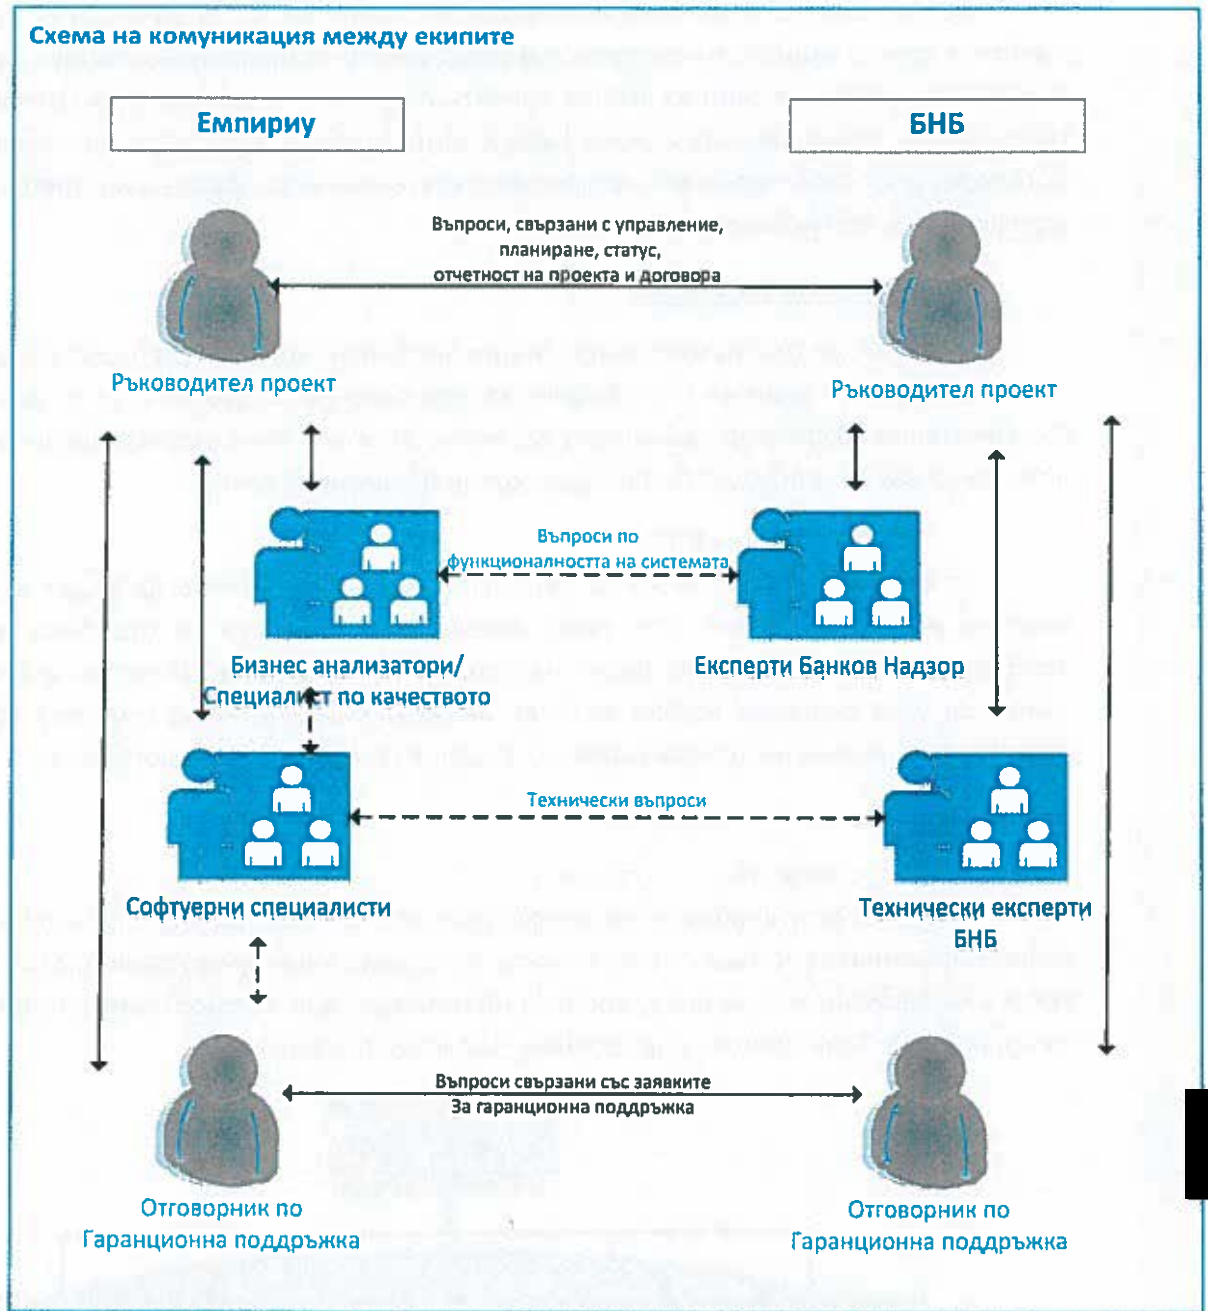 Схема на комуникация между екипите
Емпириу
БНБ
Въпроси, свързани с управление,
планиране, статус,
отчетност на проекта и договора
Ръководител проект
Ръководител проект
Въпроси по
функционалността на системата
Бизнес анализатори/
Специалист по качеството
Експерти Банков Надзор
Технически въпроси
Софтуерни специалисти
Технически експерти
БНБ
Въпроси свързани със заявките
За гаранционна поддръжка
Отговорник по
Гаранционна поддръжка
Отговорник по
Гаранционна поддръжка